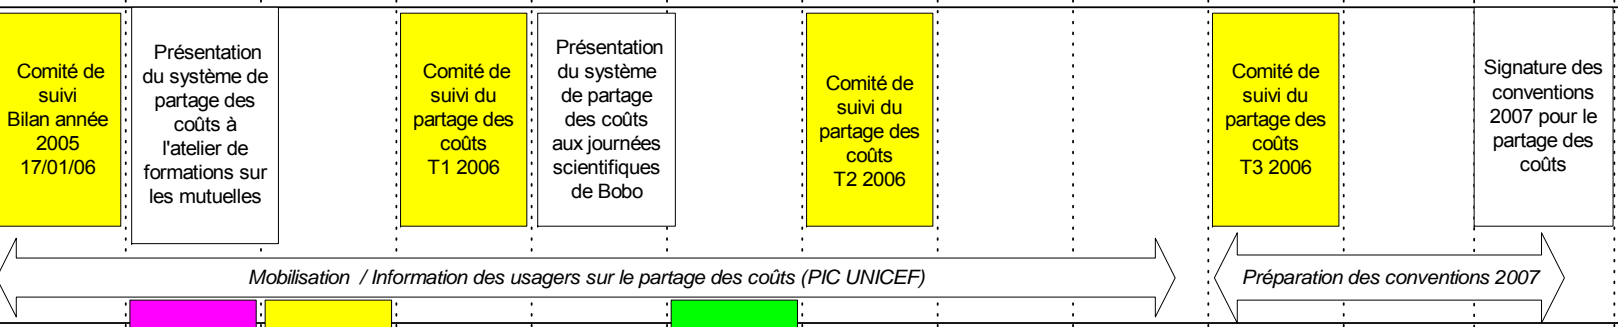 Comité de
suivi
Bilan année
2005
17/01/06
Présentation
du système de
partage des
coûts à
l'atelier de
formations sur
les mutuelles
Comité de
suivi du
partage des
coûts
T1 2006
Présentation
du système
de partage
des coûts
aux journées
scientifiques
de Bobo
Comité de
suivi du
partage des
coûts
T2 2006
Comité de
suivi du
partage des
coûts
T3 2006
Signature des
conventions
2007 pour le
partage des
coûts
Mobilisation / Information des usagers sur le partage des coûts (PIC UNICEF)
Préparation des conventions 2007